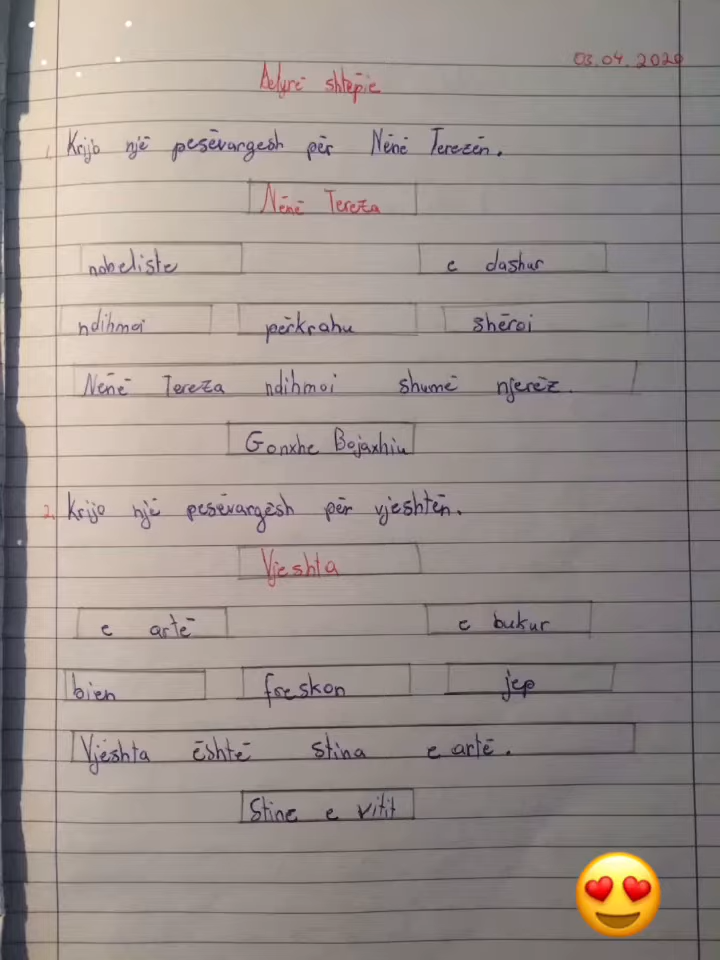 03.04.2020
Detyrë shtëpie
1. Krijo një pesëvargësh për Nënë Terezën.
Nënë Tereza
nobeliste e dashur
ndihmoi përkrahu shëroi
Nënë Tereza ndihmoi shumë njerëz.
Gonxhe Bojaxhiu
2. Krijo një pesëvargësh për vjeshtën.
Vjeshta
e artë e bukur
bien freskon jep
Vjeshta është stina e artë.
Stinë e vitit